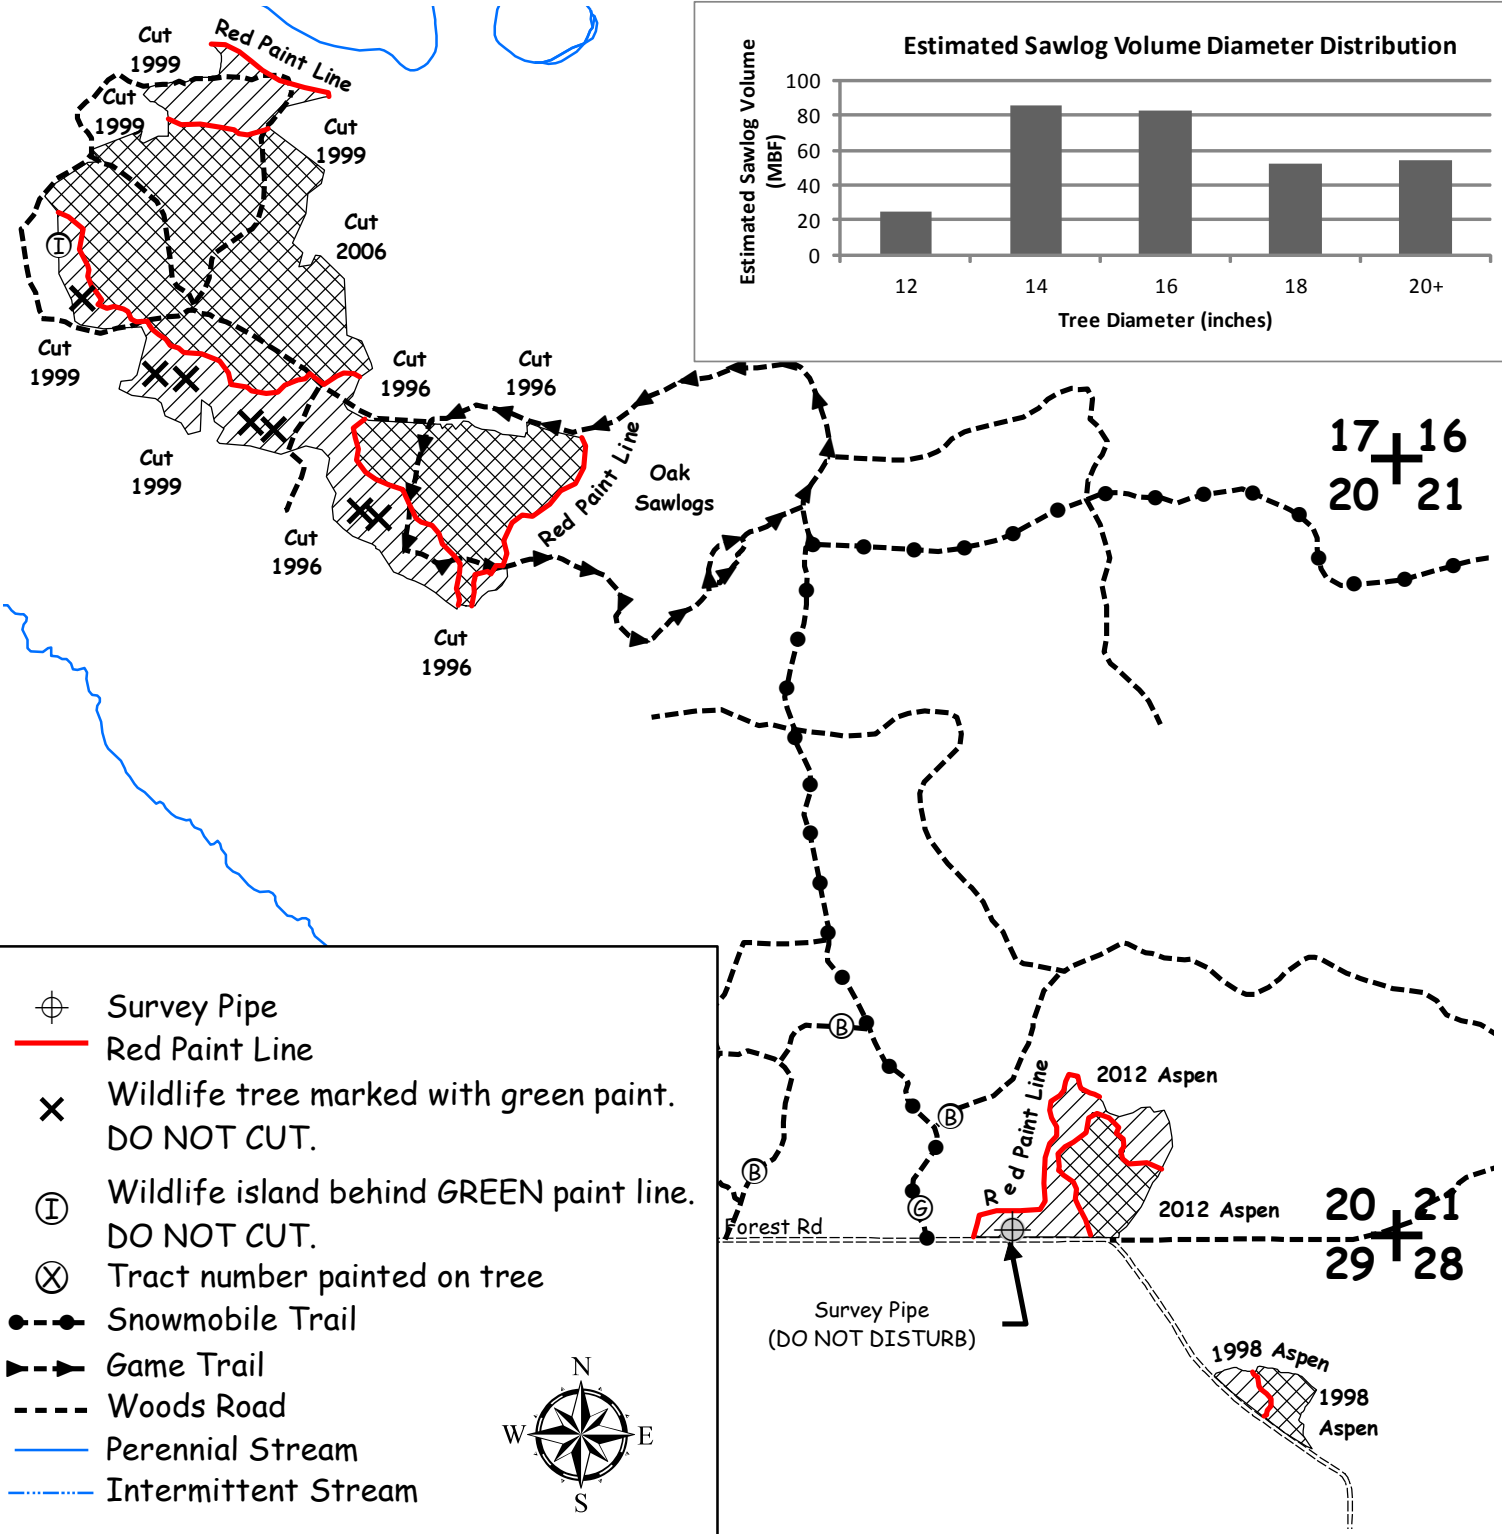 Cut
1999
Red Paint Line
Cut
1999
Cut
1999
Cut
2006
I
Cut
1999
Cut
1996
Cut
1996
Cut
1999
Cut
1996
Cut
1996
Red Paint Line
Oak
Sawlogs
Estimated Sawlog Volume Diameter Distribution
Estimated Sawlog Volume
(MBF)
100
80
60
40
20
0
12 14 16 18 20+
Tree Diameter (inches)
17 16
20 21
Survey Pipe
Red Paint Line
Wildlife tree marked with green paint.
DO NOT CUT.
I
Wildlife island behind GREEN paint line.
DO NOT CUT.
X
Tract number painted on tree
Snowmobile Trail
Game Trail
Woods Road
Perennial Stream
Intermittent Stream
N
W E
S
B
B
B
G
Forest Rd
Red Paint Line
2012 Aspen
2012 Aspen
Survey Pipe
(DO NOT DISTURB)
20 21
29 28
1998 Aspen
1998
Aspen